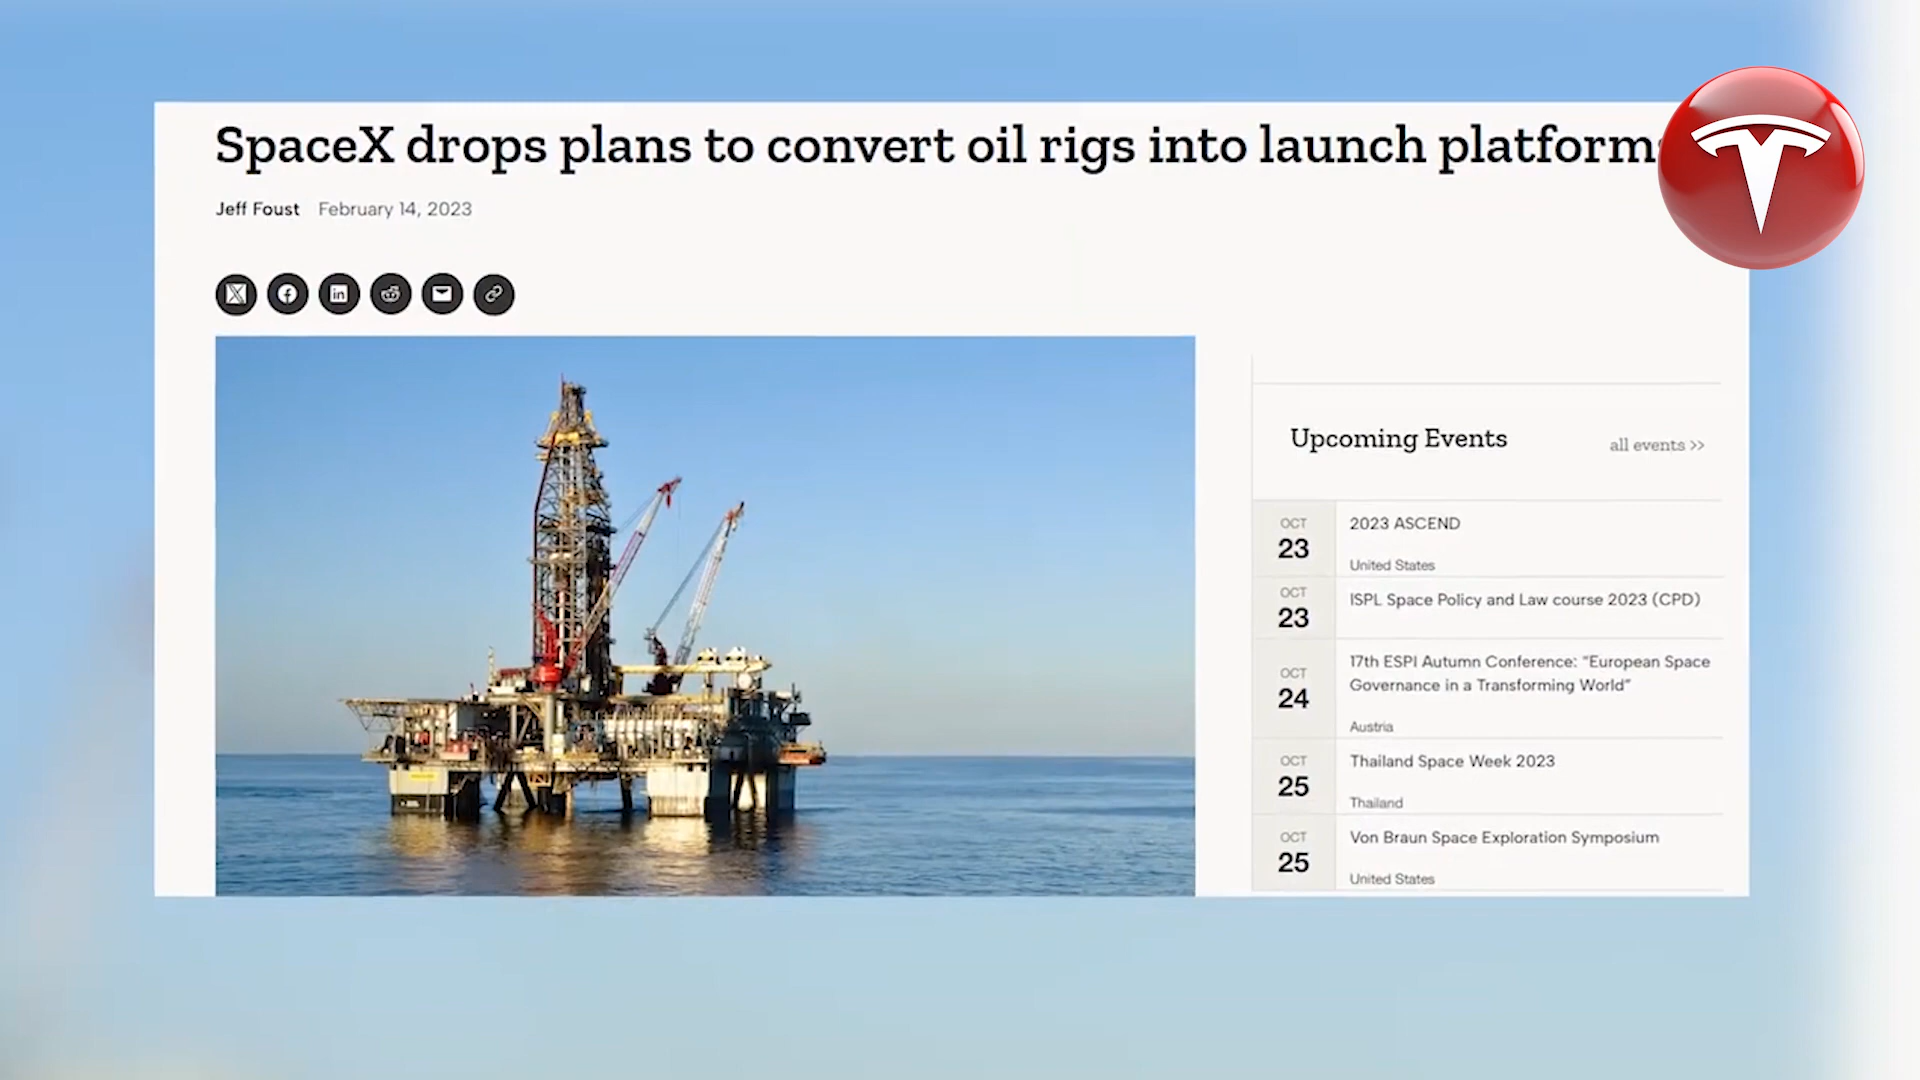 SpaceX drops plans to convert oil rigs into launch platform
Jeff Foust February 14, 2023
Upcoming Events
all events >>
OCT
23
2023 ASCEND
United States
OCT
23
ISPL Space Policy and Law course 2023 (CPD)
OCT
24
17th ESPI Autumn Conference: “European Space
Governance in a Transforming World”
Austria
OCT
25
Thailand Space Week 2023
Thailand
OCT
25
Von Braun Space Exploration Symposium
United States